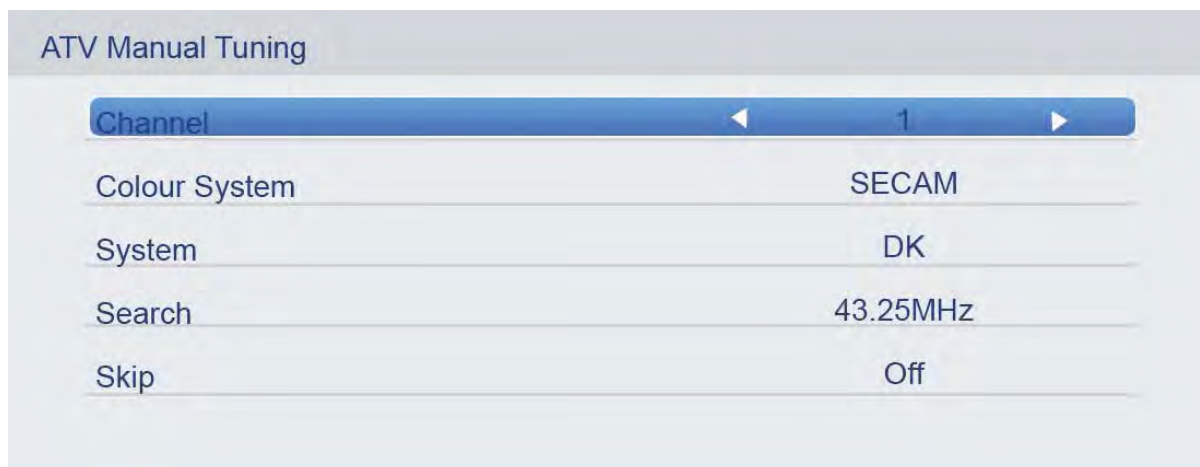 ATV Manual Tuning
Channel 1
Colour System SECAM
System DK
Search 43.25MHz
Skip Off